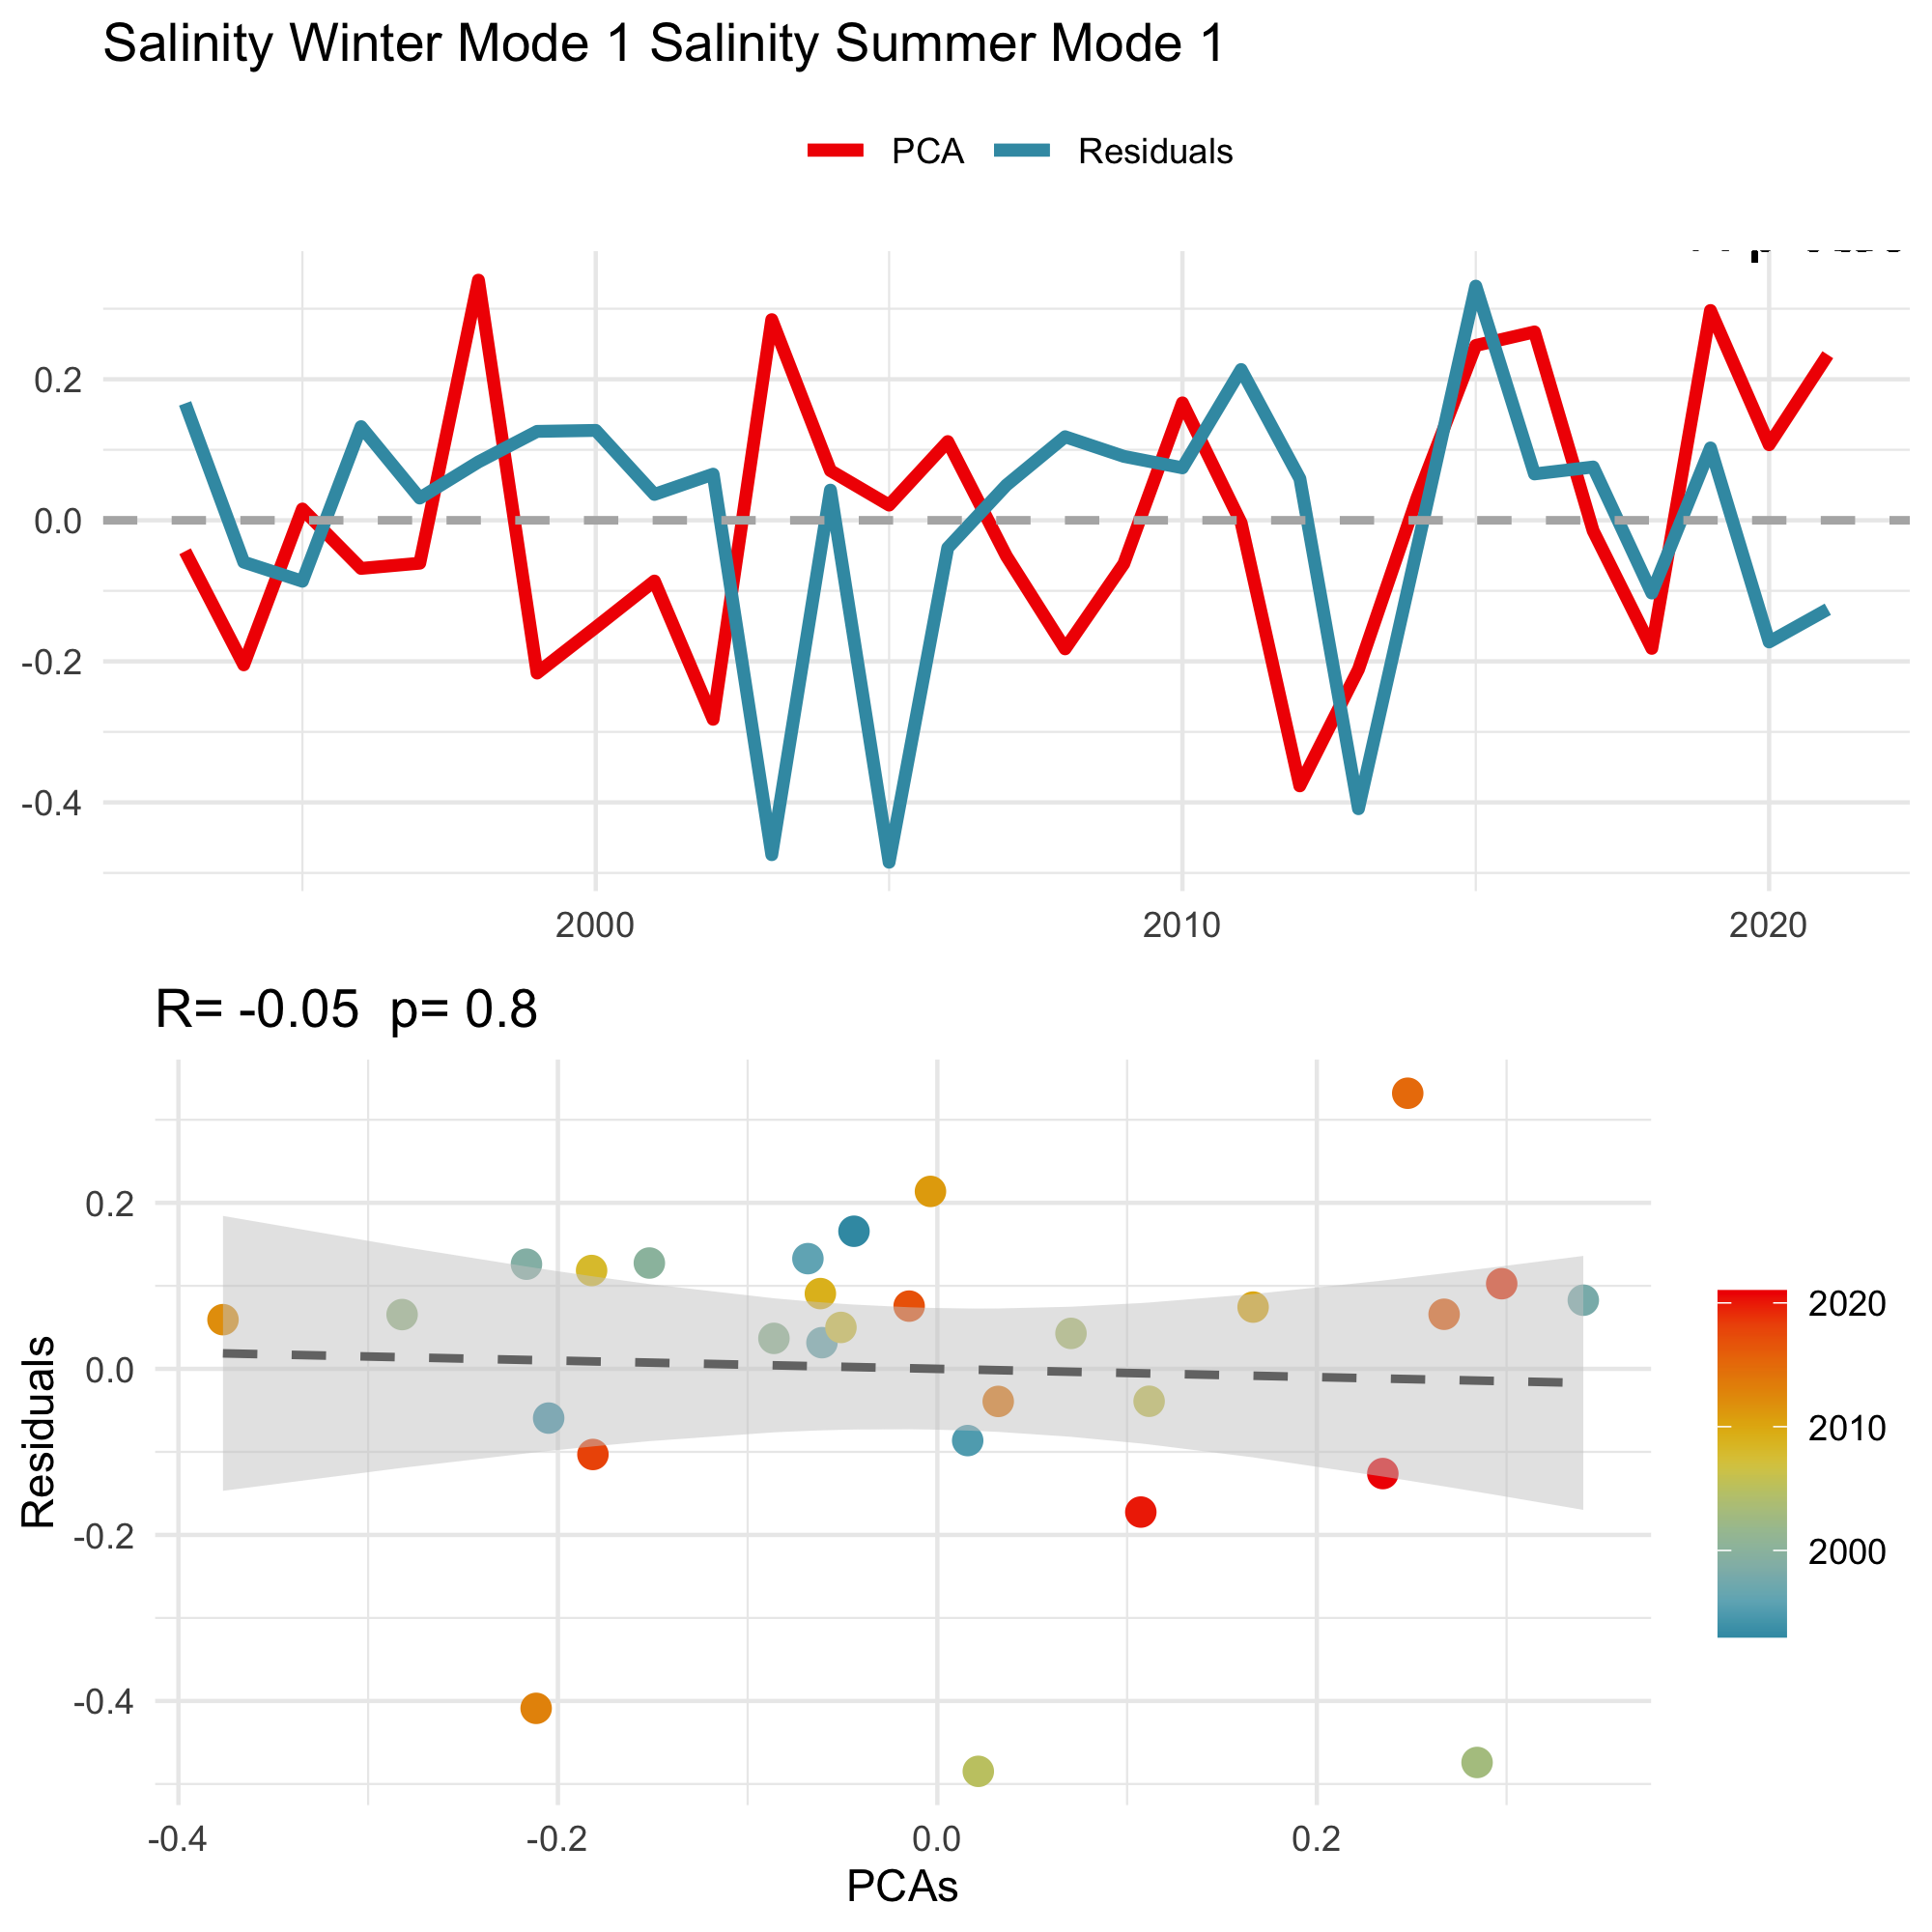 Salinity Winter Mode 1 Salinity Summer Mode 1
PCA Residuals
0.2
0.0
-0.2
-0.4
2000 2010 2020
R= -0.05 p= 0.8
Residuals
0.2
0.0
-0.2
-0.4
-0.4 -0.2 0.0 0.2
PCAs
2020
2010
2000